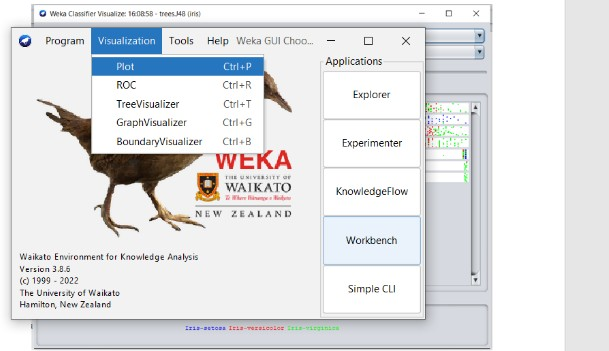 Weka Classifier Visualize: 16:08:58 - trees.J48 (iris)
Program Visualization Tools Help Weka GUI Choo...
Plot Ctrl+P
ROC Ctrl+R
TreeVisualizer Ctrl+T
GraphVisualizer Ctrl+G
BoundaryVisualizer Ctrl+B
WEKA
THE UNIVERSITY OF
WAIKATO
Te Whare Wānanga o Waikato
NEW ZEALAND
Waikato Environment for Knowledge Analysis
Version 3.8.6
(c) 1999 - 2022
The University of Waikato
Hamilton, New Zealand
Applications
Explorer
Experimenter
KnowledgeFlow
Workbench
Simple CLI
Iris-setosa Iris-versicolor Iris-virginica